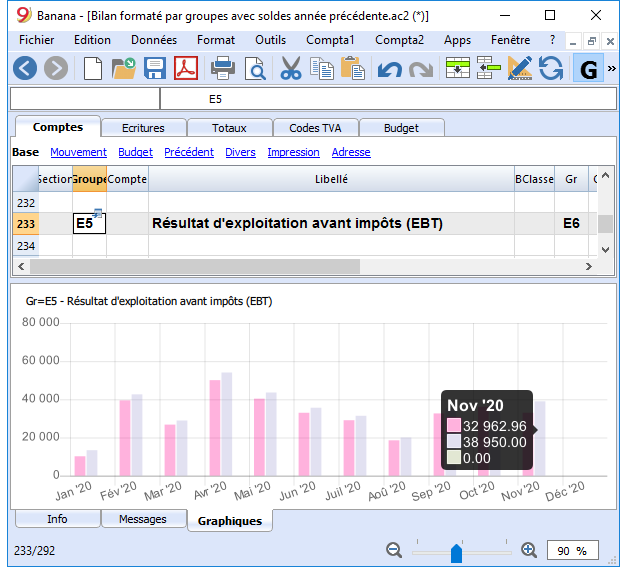 Banana - [Bilan formaté par groupes avec soldes année précédente.ac2 (*)]
Fichier Edition Données Format Outils Compta1 Compta2 Apps Fenêtre ?
G »
E5
Comptes Ecritures Totaux Codes TVA Budget
Base Mouvement Budget Précédent Divers Impression Adresse
Section Groupe Compte Libellé BClasse Gr
232
233 E5 Résultat d'exploitation avant impôts (EBT) E6
234
Gr=E5 - Résultat d'exploitation avant impôts (EBT)
80 000
60 000
40 000
20 000
0
Nov '20
32 962.96
38 950.00
0.00
Jan '20 Fév '20 Mar '20 Avr '20 Mai '20 Jun '20 Juil '20 Aoû '20 Sep '20 Oct '20 Nov '20 Déc '20
Info Messages Graphiques
233/292 90 %